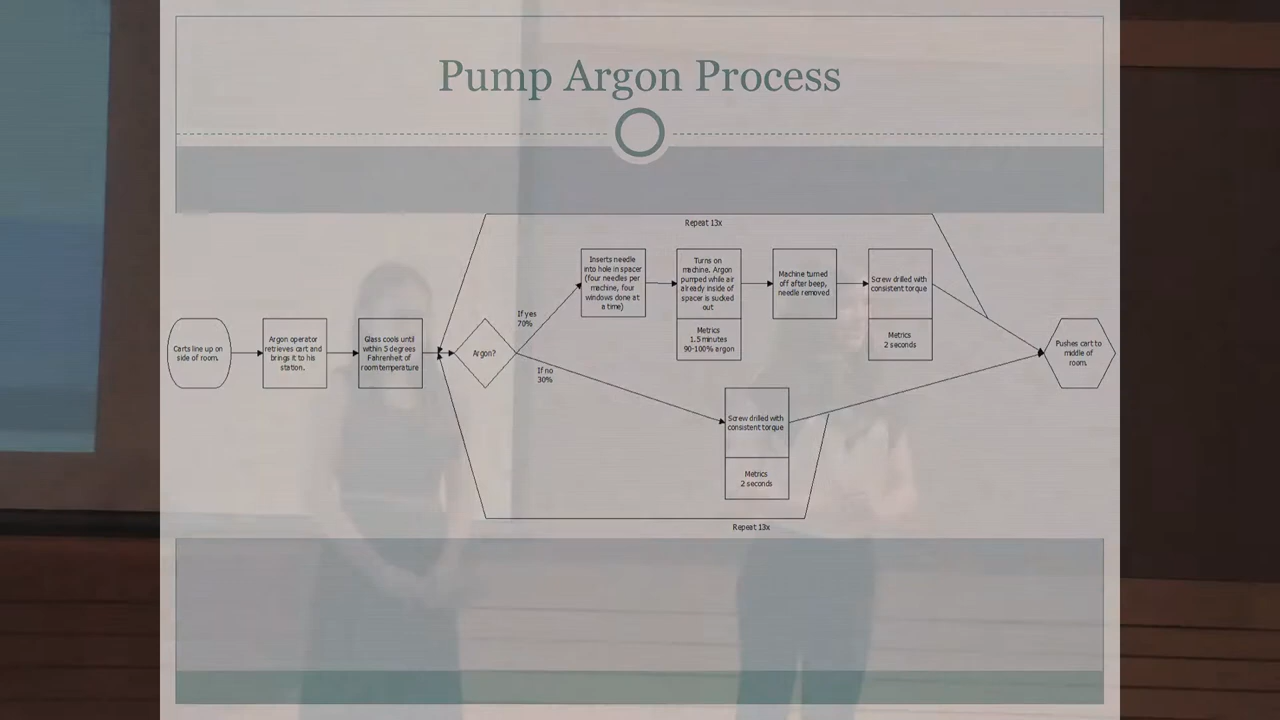 Pump Argon Process
Repeat 13x
Carts line up on
side of room.
Argon operator
retrieves cart and
brings it to his
station.
Glass cools until
within 5 degrees
Fahrenheit of
room temperature
Argon?
If yes
70%
Inserts needle
into hole in spacer
(four needles per
machine, four
windows done at
a time)
Turns on
machine. Argon
pumped while air
already inside of
spacer is sucked
out
Metrics
1.5 minutes
90-100% argon
Machine turned
off after beep,
needle removed
Screw drilled with
consistent torque
Metrics
2 seconds
If no
30%
Screw drilled with
consistent torque
Metrics
2 seconds
Repeat 13x
Pushes cart to
middle of
room.